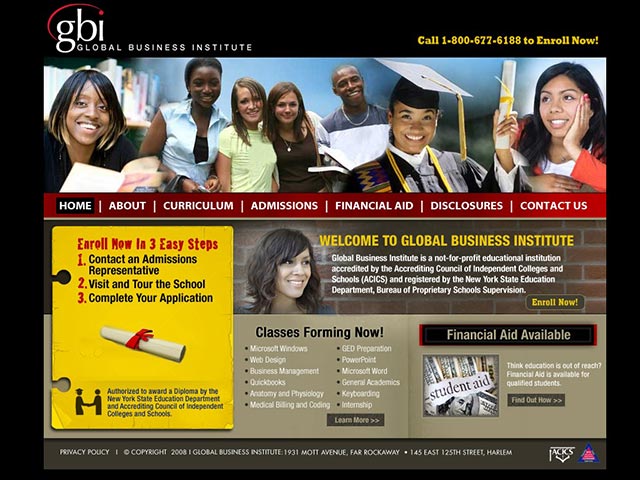 gbi
GLOBAL BUSINESS INSTITUTE
Call 1-800-677-6188 to Enroll Now!
HOME | ABOUT | CURRICULUM | ADMISSIONS | FINANCIAL AID | DISCLOSURES | CONTACT US
Enroll Now In 3 Easy Steps
1. Contact an Admissions
Representative
2. Visit and Tour the School
3. Complete Your Application
Authorized to award a Diploma by the
New York State Education Department
and Accrediting Council of Independent
Colleges and Schools.
WELCOME TO GLOBAL BUSINESS INSTITUTE
Global Business Institute is a not-for-profit educational institution
accredited by the Accrediting Council of Independent Colleges and
Schools (ACICS) and registered by the New York State Education
Department, Bureau of Proprietary Schools Supervision.
Enroll Now!
Classes Forming Now!
• Microsoft Windows
• Web Design
• Business Management
• Quickbooks
• Anatomy and Physiology
• Medical Billing and Coding
• GED Preparation
• PowerPoint
• Microsoft Word
• General Academics
• Keyboarding
• Internship
Learn More >>
Financial Aid Available
student aid
Think education is out of reach?
Financial Aid is available for
qualified students.
Find Out How >>
PRIVACY POLICY | © COPYRIGHT 2008 | GLOBAL BUSINESS INSTITUTE: 1931 MOTT AVENUE, FAR ROCKAWAY • 145 EAST 125TH STREET, HARLEM
ACICS